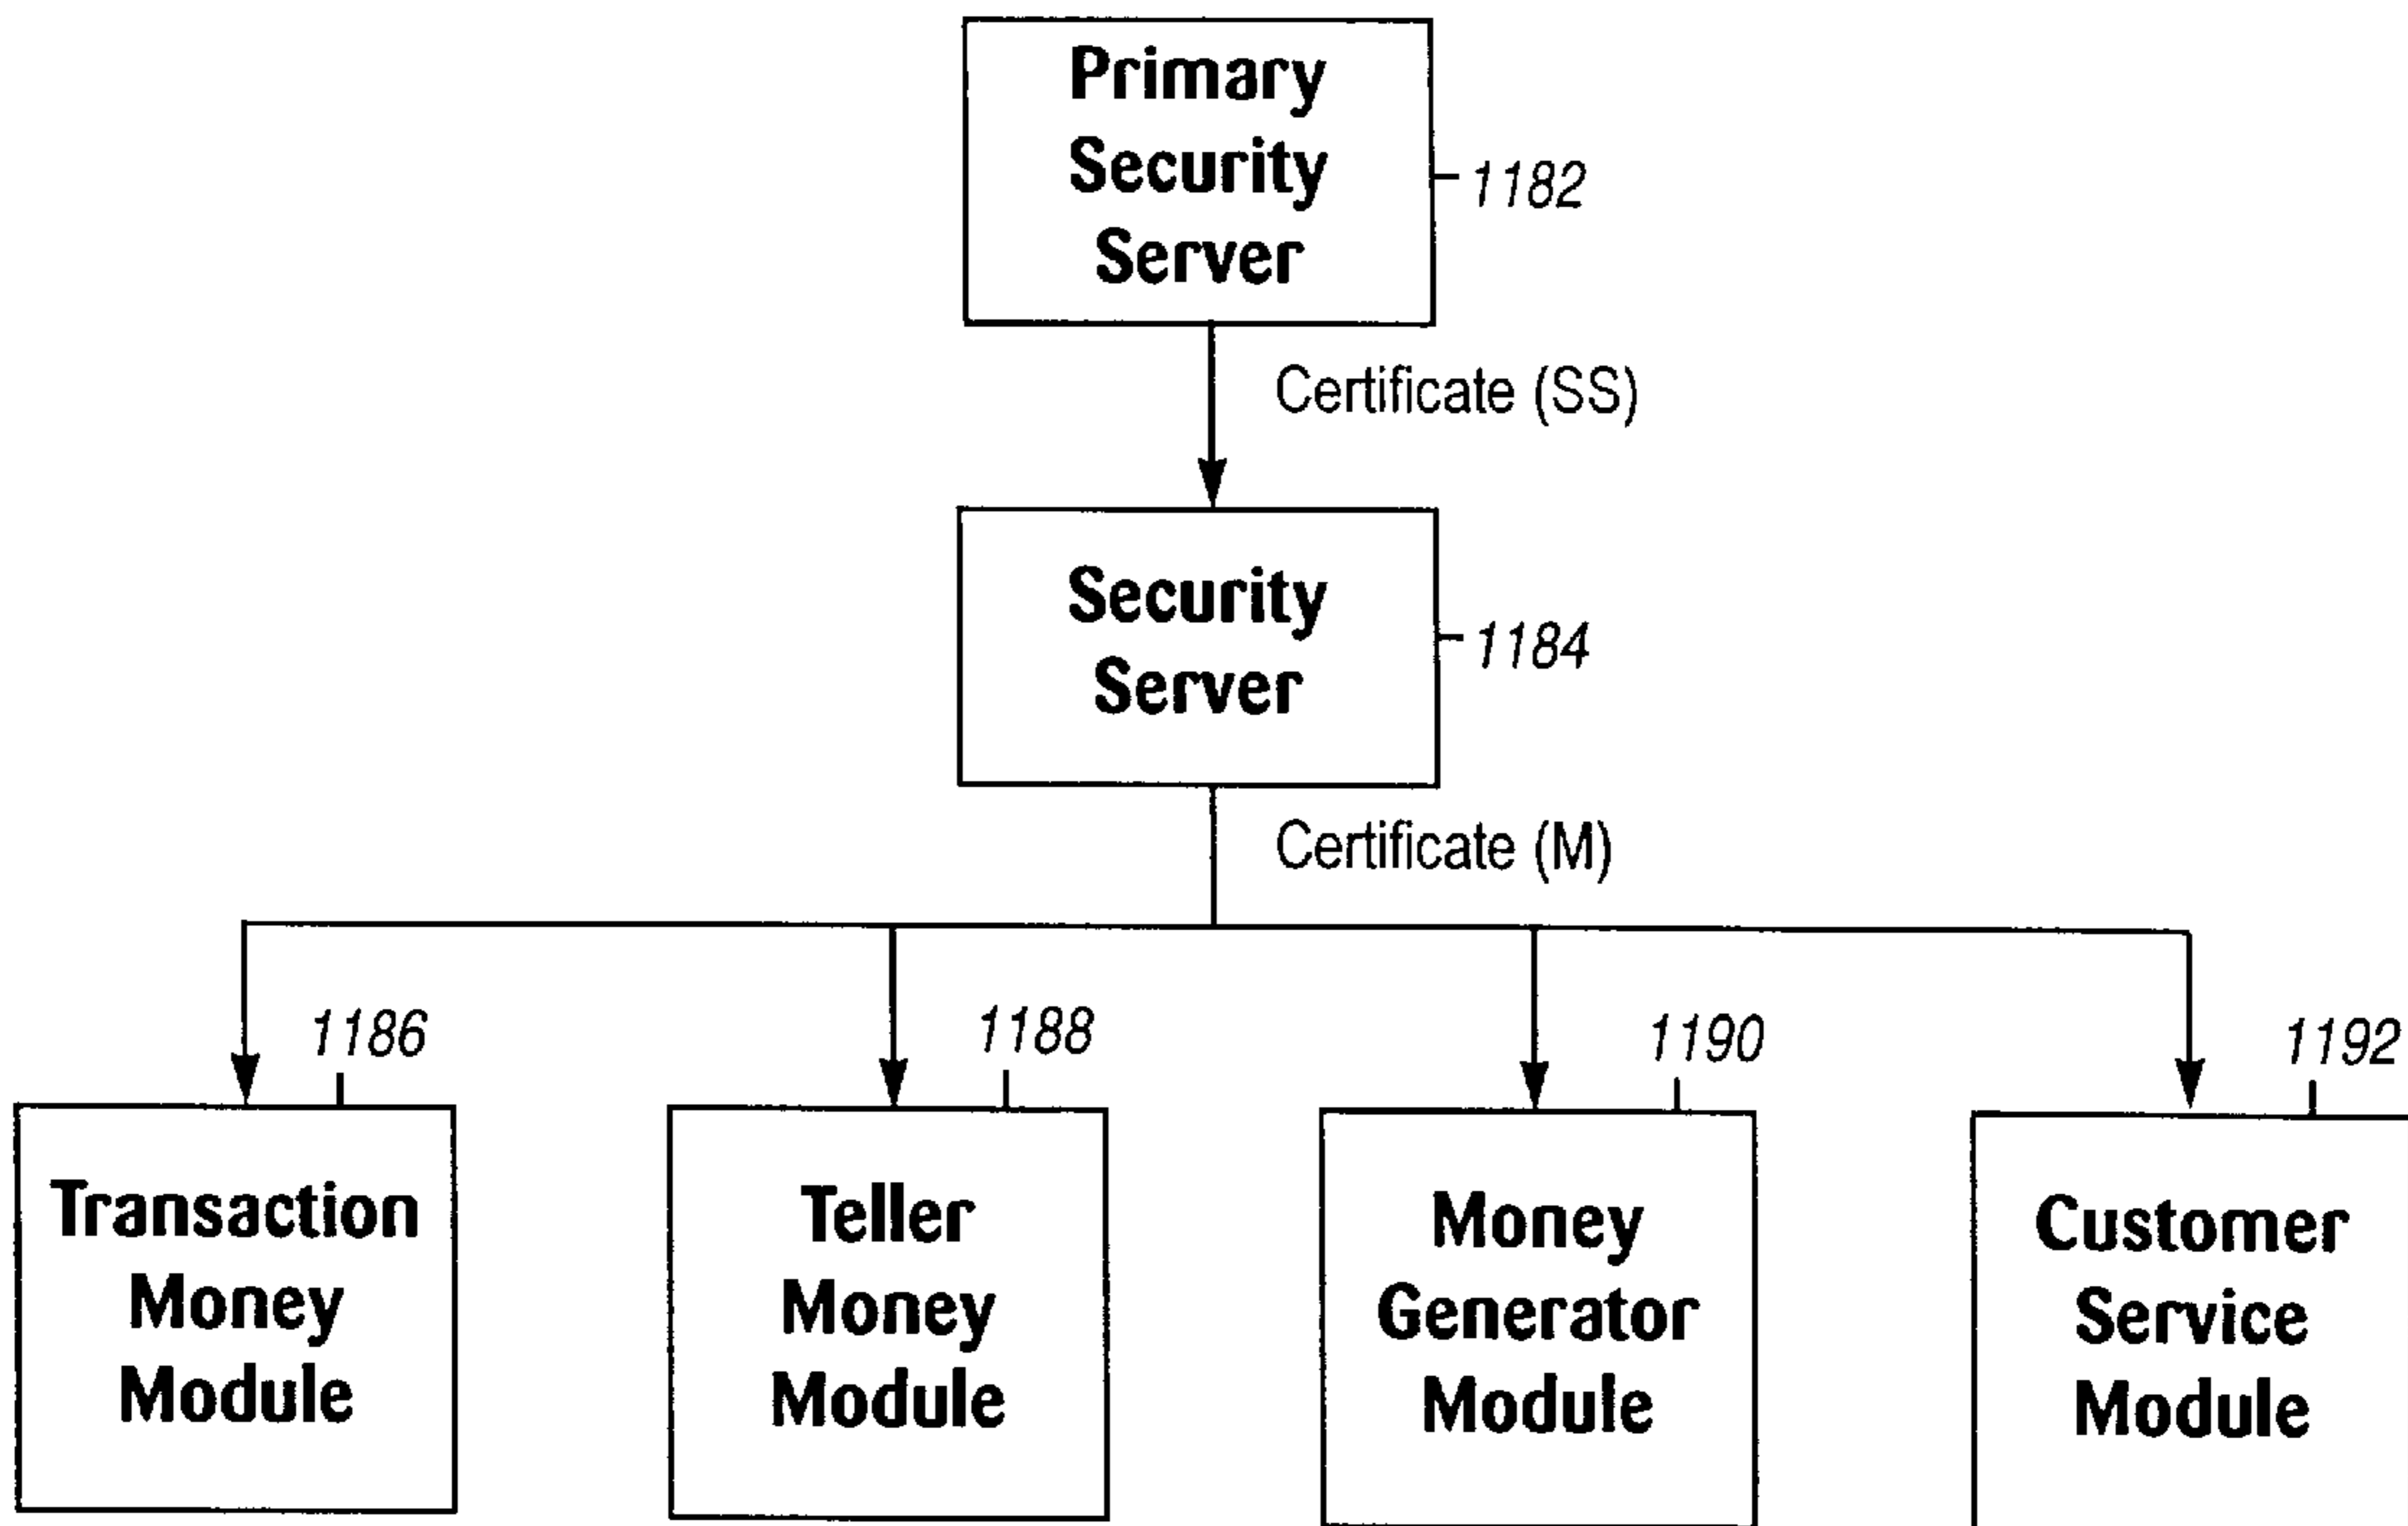 Primary
Security
Server
1182
Certificate (SS)
Security
Server
1184
Certificate (M)
1186
1188
1190
1192
Transaction
Money
Module
Teller
Money
Module
Money
Generator
Module
Customer
Service
Module